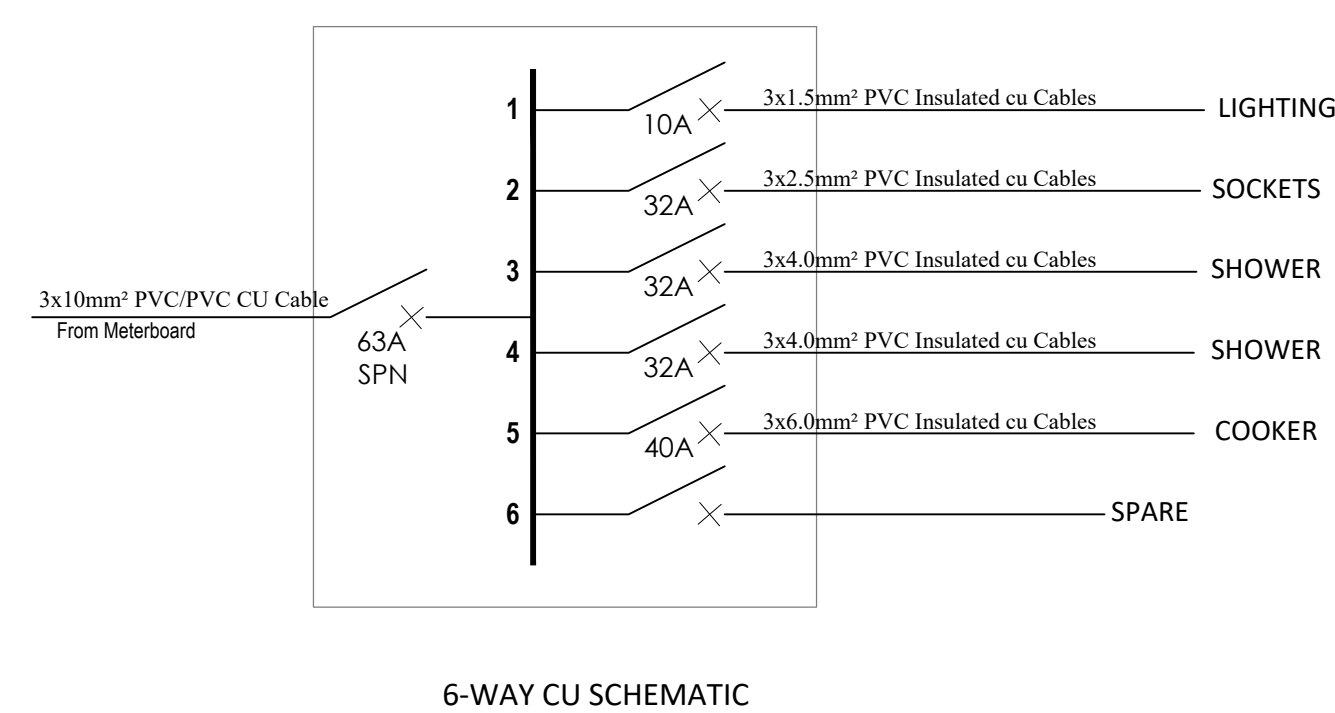 1
10A
3x1.5mm² PVC Insulated cu Cables
LIGHTING
2
32A
3x2.5mm² PVC Insulated cu Cables
SOCKETS
3
32A
3x4.0mm² PVC Insulated cu Cables
SHOWER
3x10mm² PVC/PVC CU Cable
From Meterboard
63A
SPN
4
32A
3x4.0mm² PVC Insulated cu Cables
SHOWER
5
40A
3x6.0mm² PVC Insulated cu Cables
COOKER
6
SPARE
6-WAY CU SCHEMATIC